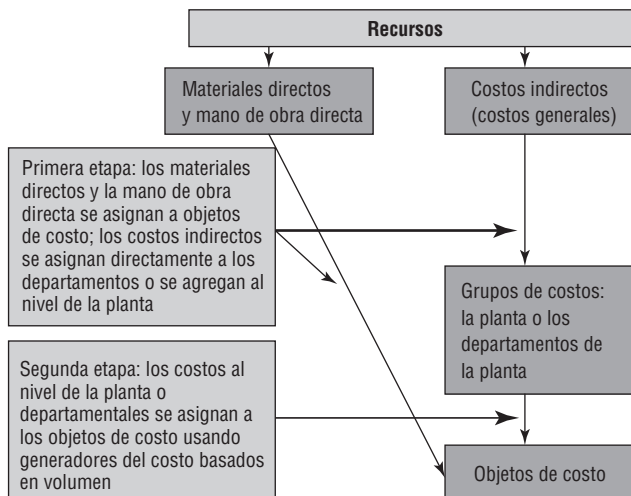 Recursos
Materiales directos
y mano de obra directa
Costos indirectos
(costos generales)
Primera etapa: los materiales
directos y la mano de obra
directa se asignan a objetos
de costo; los costos indirectos
se asignan directamente a los
departamentos o se agregan al
nivel de la planta
Grupos de costos:
la planta o los
departamentos de
la planta
Segunda etapa: los costos al
nivel de la planta o
departamentales se asignan a
los objetos de costo usando
generadores del costo basados
en volumen
Objetos de costo